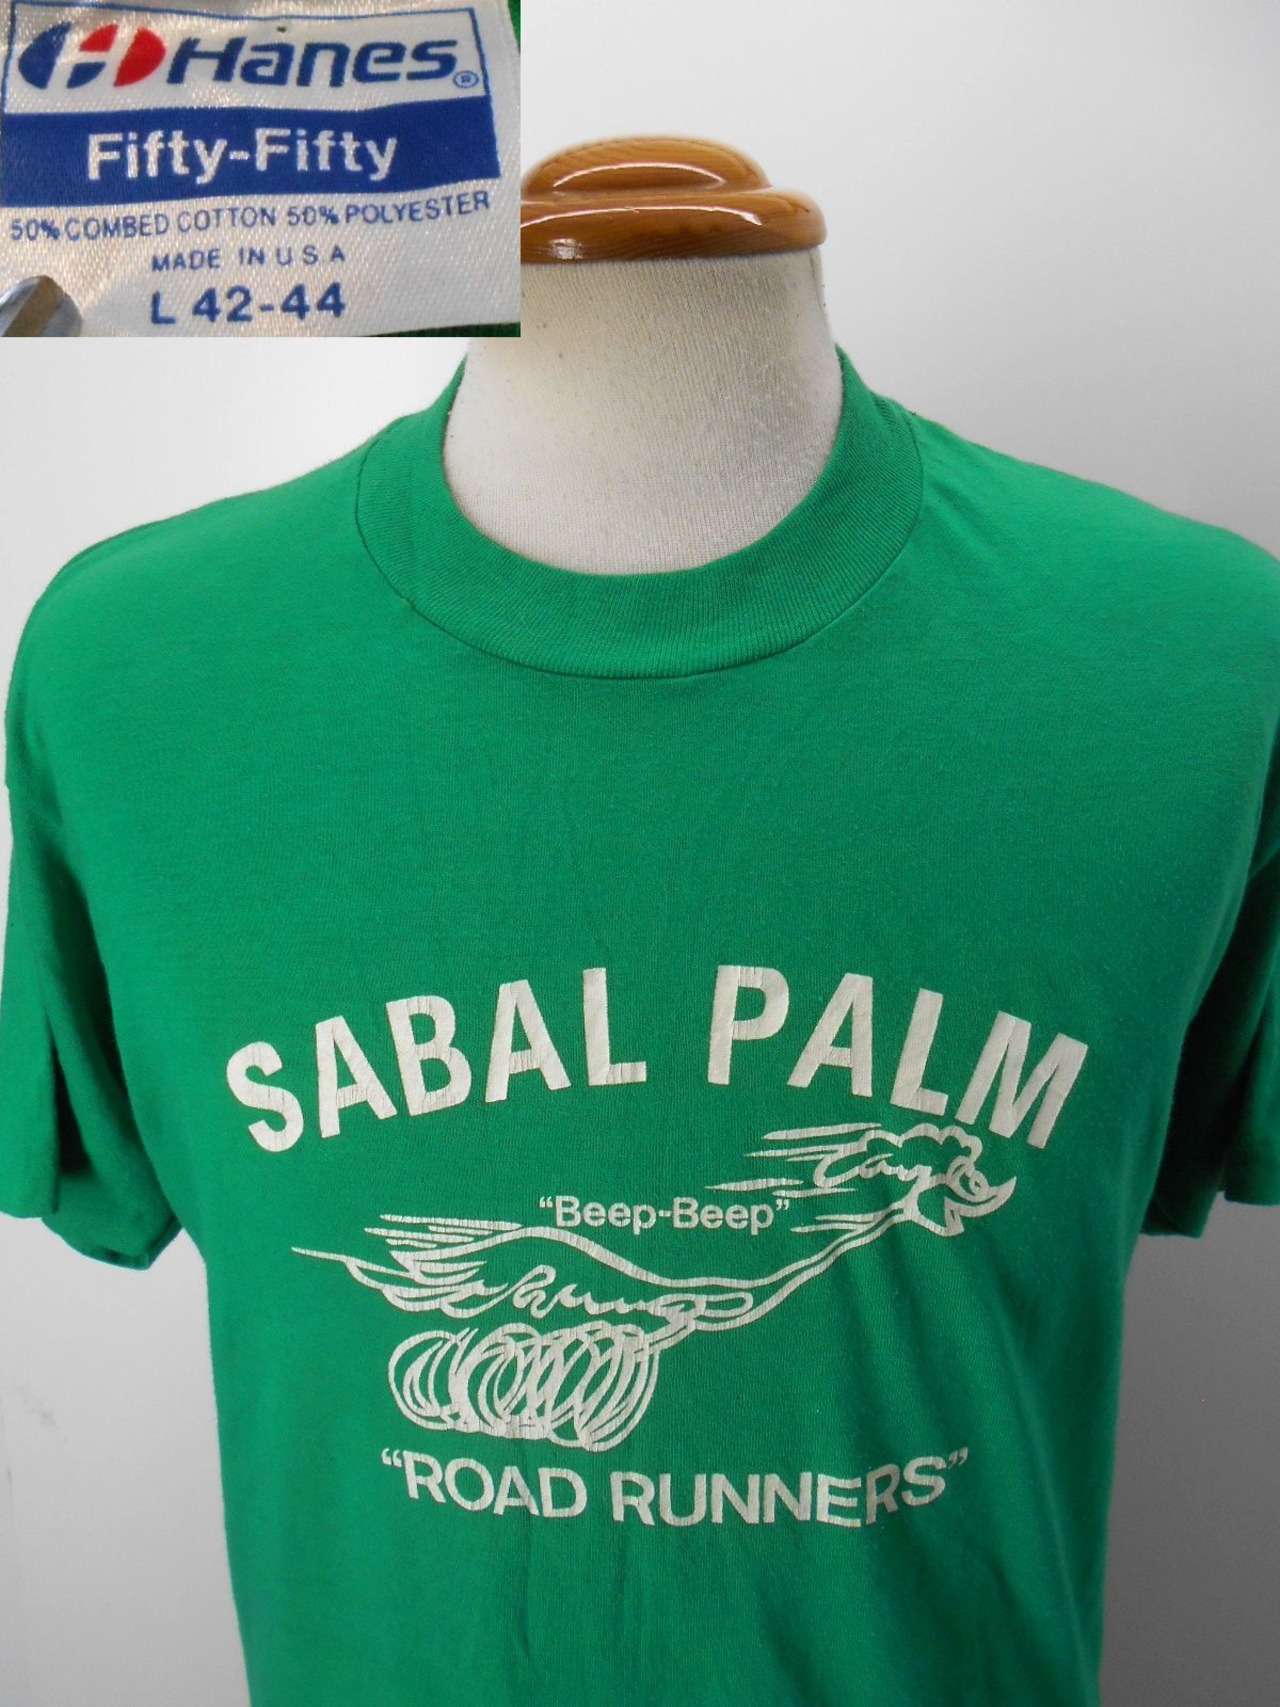 Hanes®
Fifty-Fifty
50% COMBED COTTON 50% POLYESTER
MADE IN U S A
L 42-44
SABAL PALM
"Beep-Beep"
"ROAD RUNNERS"